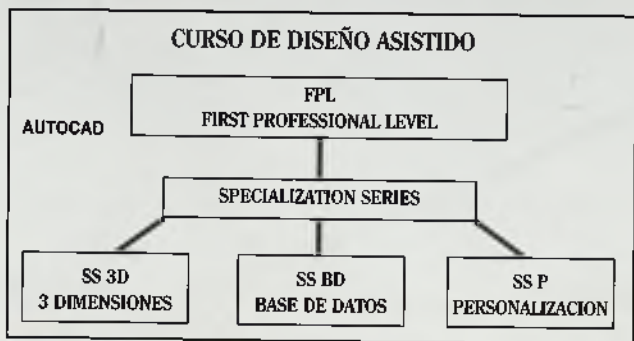 CURSO DE DISEÑO ASISTIDO
FPL
FIRST PROFESSIONAL LEVEL
AUTOCAD
SPECIALIZATION SERIES
SS 3D
3 DIMENSIONES
SS BD
BASE DE DATOS
SS P
PERSONALIZACION